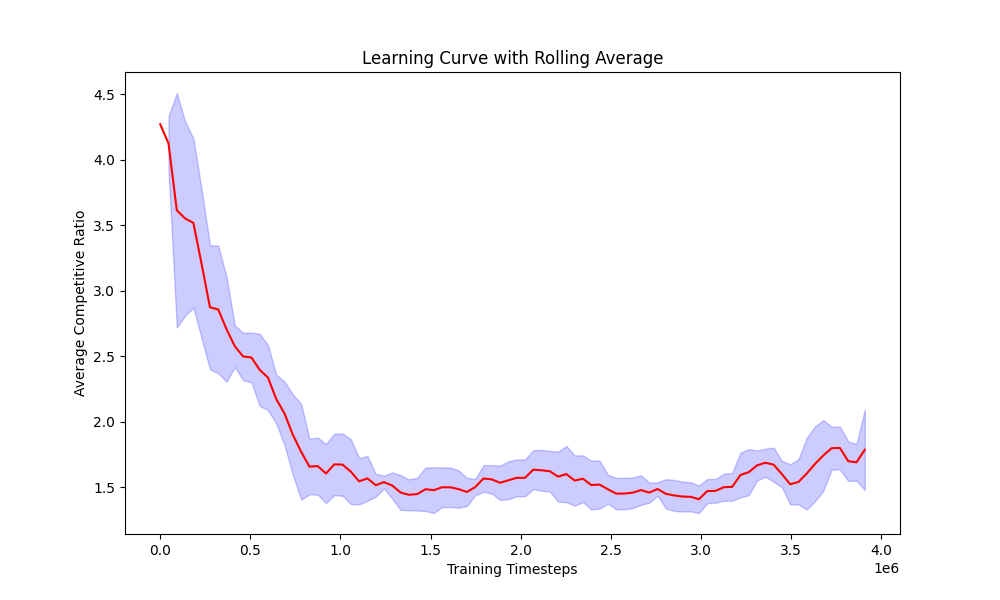 Learning Curve with Rolling Average
Average Competitive Ratio
4.5
4.0
3.5
3.0
2.5
2.0
1.5
0.0 0.5 1.0 1.5 2.0 2.5 3.0 3.5 4.0
1e6
Training Timesteps